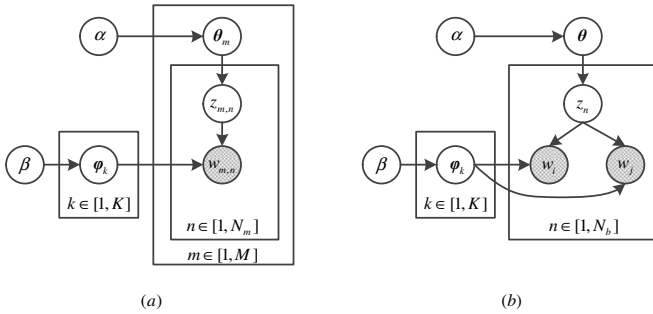 α
θ_m
z_{m,n}
β
φ_k
w_{m,n}
k ∈ [1, K]
n ∈ [1, N_m]
m ∈ [1, M]
(a)
α
θ
z_n
β
φ_k
w_i
w_j
k ∈ [1, K]
n ∈ [1, N_b]
(b)